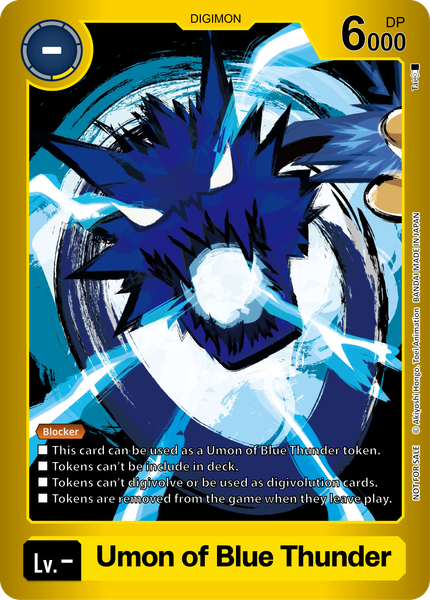 DIGIMON
DP
6000
-
Blocker
■ This card can be used as a Umon of Blue Thunder token.
■ Tokens can't be include in deck.
■ Tokens can't digivolve or be used as digivolution cards.
■ Tokens are removed from the game when they leave play.
NOT FOR SALE © Akiyoshi Hongo, Toei Animation BANDAI MADE IN JAPAN
Lv.-
Umon of Blue Thunder